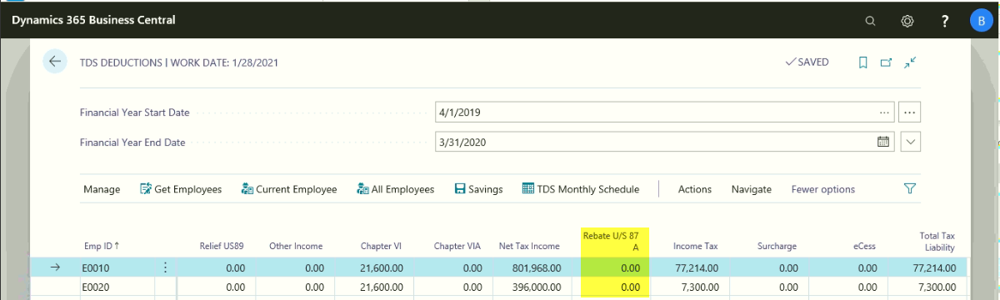 Dynamics 365 Business Central
?
B
TDS DEDUCTIONS | WORK DATE: 1/28/2021
SAVED
Financial Year Start Date
4/1/2019
Financial Year End Date
3/31/2020
Manage Get Employees Current Employee All Employees Savings TDS Monthly Schedule Actions Navigate Fewer options
Emp ID ↑ Relief US89 Other Income Chapter VI Chapter VIA Net Tax Income Rebate U/S 87 A Income Tax Surcharge eCess Total Tax Liability
E0010 0.00 0.00 21,600.00 0.00 801,968.00 0.00 77,214.00 0.00 0.00 77,214.00
E0020 0.00 0.00 21,600.00 0.00 396,000.00 0.00 7,300.00 0.00 0.00 7,300.00